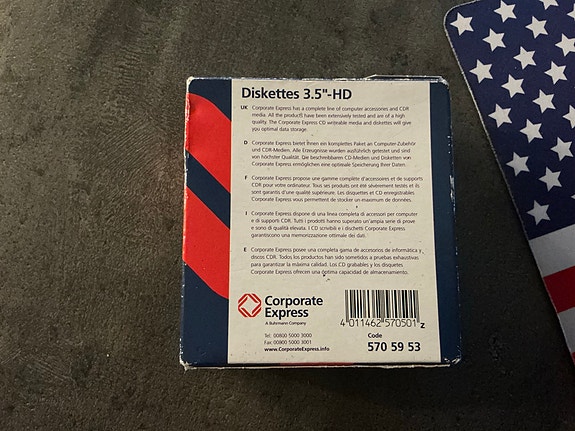 Diskettes 3.5"-HD
UK Corporate Express has a complete line of computer accessories and CDR
media. All the products have been extensively tested and are of a high
quality. The Corporate Express CD writeable media and diskettes will give
you optimal data storage.
D Corporate Express bietet Ihnen ein komplettes Paket an Computer-Zubehör
und CDR-Medien. Alle Erzeugnisse wurden ausführlich getestet und sind
von höchster Qualität. Die beschreibbaren CD-Medien und Disketten von
Corporate Express ermöglichen eine optimale Speicherung Ihrer Daten.
F Corporate Express propose une gamme complète d'accessoires et de supports
CDR pour votre ordinateur. Tous ses produits ont été sévèrement testés et ils
sont garants d'une qualité supérieure. Les disquettes et CD enregistrables
Corporate Express vous permettent de stocker un maximum de données.
I Corporate Express dispone di una linea completa di accessori per computer
e di supporti CDR. Tutti i prodotti hanno superato un'ampia serie di prove
e sono di qualità elevata. I CD scrivibili e i dischetti Corporate Express
garantiscono una memorizzazione ottimale dei dati.
E Corporate Express posee una completa gama de accesorios de informática y
discos CDR. Todos los productos han sido sometidos a pruebas exhaustivas
para garantizar la máxima calidad. Los CD grabables y los disquetes
Corporate Express ofrecen una óptima capacidad de almacenamiento.
Corporate
Express
A Buhrmann Company
Tel. 00800 5000 3000
Fax. 00800 5000 3001
www.CorporateExpress.info
4 011462 570501 z
Code
570 59 53